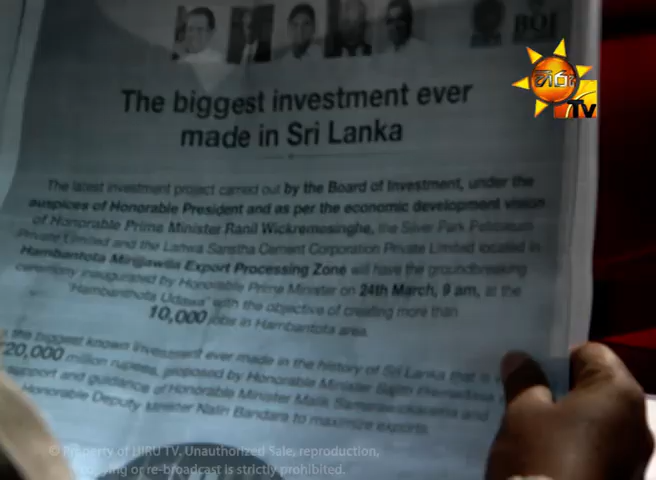 BOI
හිරු
Tv
The biggest investment ever
made in Sri Lanka
The latest investment project carried out by the Board of Investment, under the
auspices of Honorable President and as per the economic development vision
of Honorable Prime Minister Ranil Wickremesinghe, the Silver Park Petroleum
Private Limited and the Lanwa Sanstha Cement Corporation Private Limited located in
Hambantota Mirijjawila Export Processing Zone will have the groundbreaking
ceremony inaugurated by Honorable Prime Minister on 24th March, 9 am, at the
"Hambanthota Udawa" with the objective of creating more than
10,000 jobs in Hambantota area.
the biggest known investment ever made in the history of Sri Lanka that is
20,000 million rupees, proposed by Honorable Minister Sajith Premadasa
support and guidance of Honorable Minister Malik Samarawickrama and
Honorable Deputy Minister Nalin Bandara to maximize exports.
© Property of HIRU TV. Unauthorized Sale, reproduction,
copying or re-broadcast is strictly prohibited.